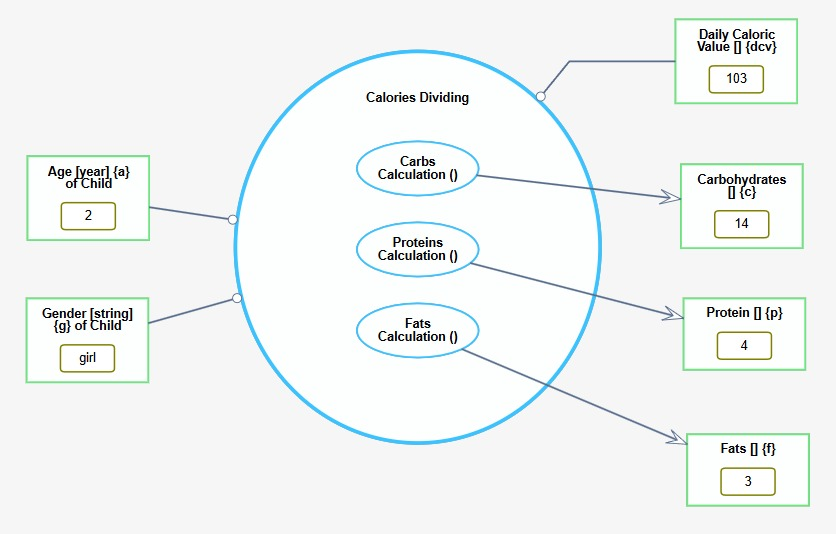 Daily Caloric
Value [] {dcv}
103
Calories Dividing
Carbs
Calculation ()
Age [year] {a}
of Child
2
Carbohydrates
[] {c}
14
Proteins
Calculation ()
Gender [string]
{g} of Child
girl
Protein [] {p}
4
Fats
Calculation ()
Fats [] {f}
3